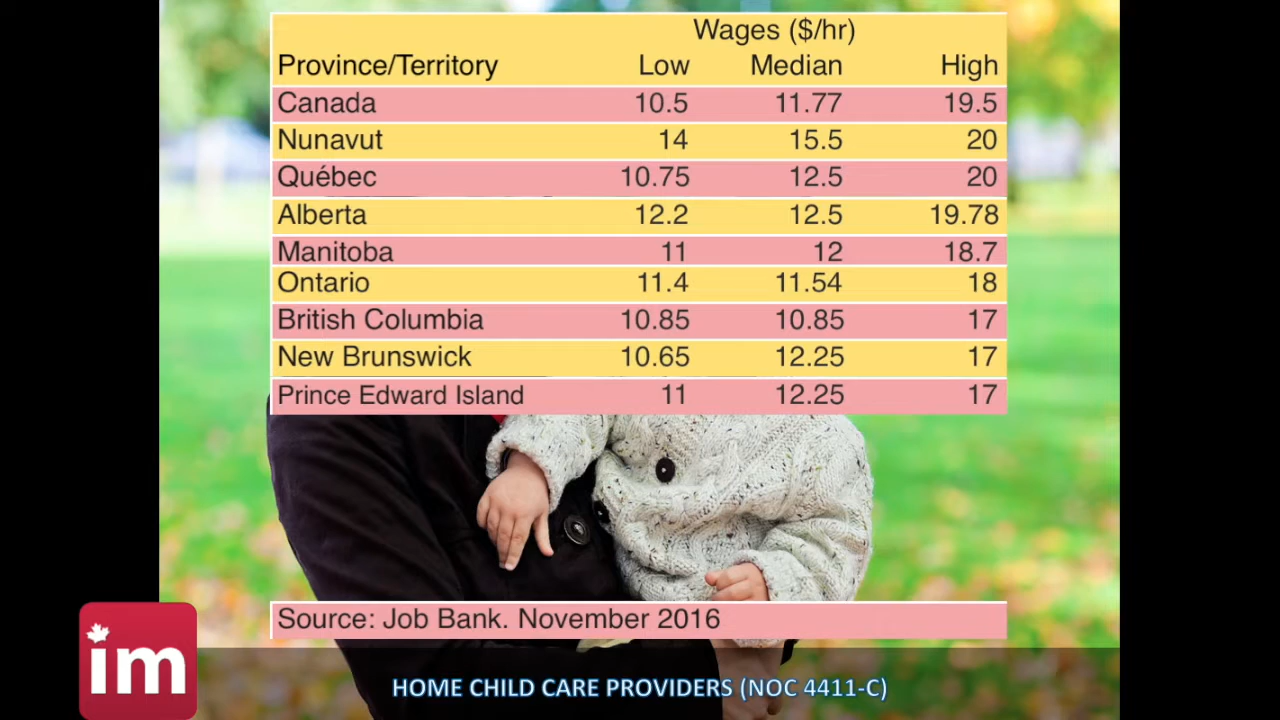 Wages ($/hr)
Province/Territory Low Median High
Canada 10.5 11.77 19.5
Nunavut 14 15.5 20
Québec 10.75 12.5 20
Alberta 12.2 12.5 19.78
Manitoba 11 12 18.7
Ontario 11.4 11.54 18
British Columbia 10.85 10.85 17
New Brunswick 10.65 12.25 17
Prince Edward Island 11 12.25 17
Source: Job Bank. November 2016
im
HOME CHILD CARE PROVIDERS (NOC 4411-C)